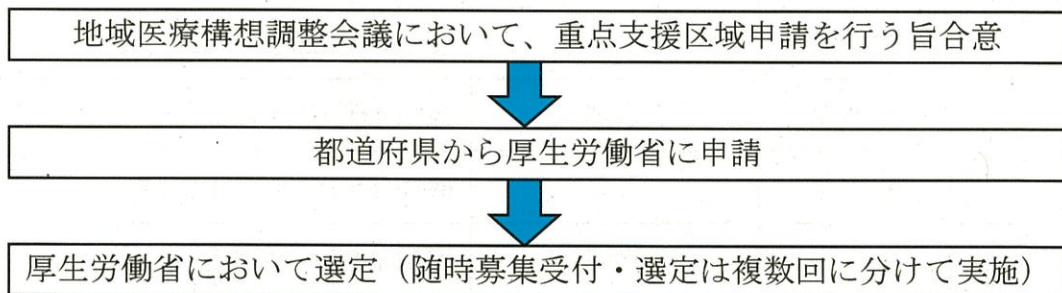 地域医療構想調整会議において、重点支援区域申請を行う旨合意
都道府県から厚生労働省に申請
厚生労働省において選定（随時募集受付・選定は複数回に分けて実施）